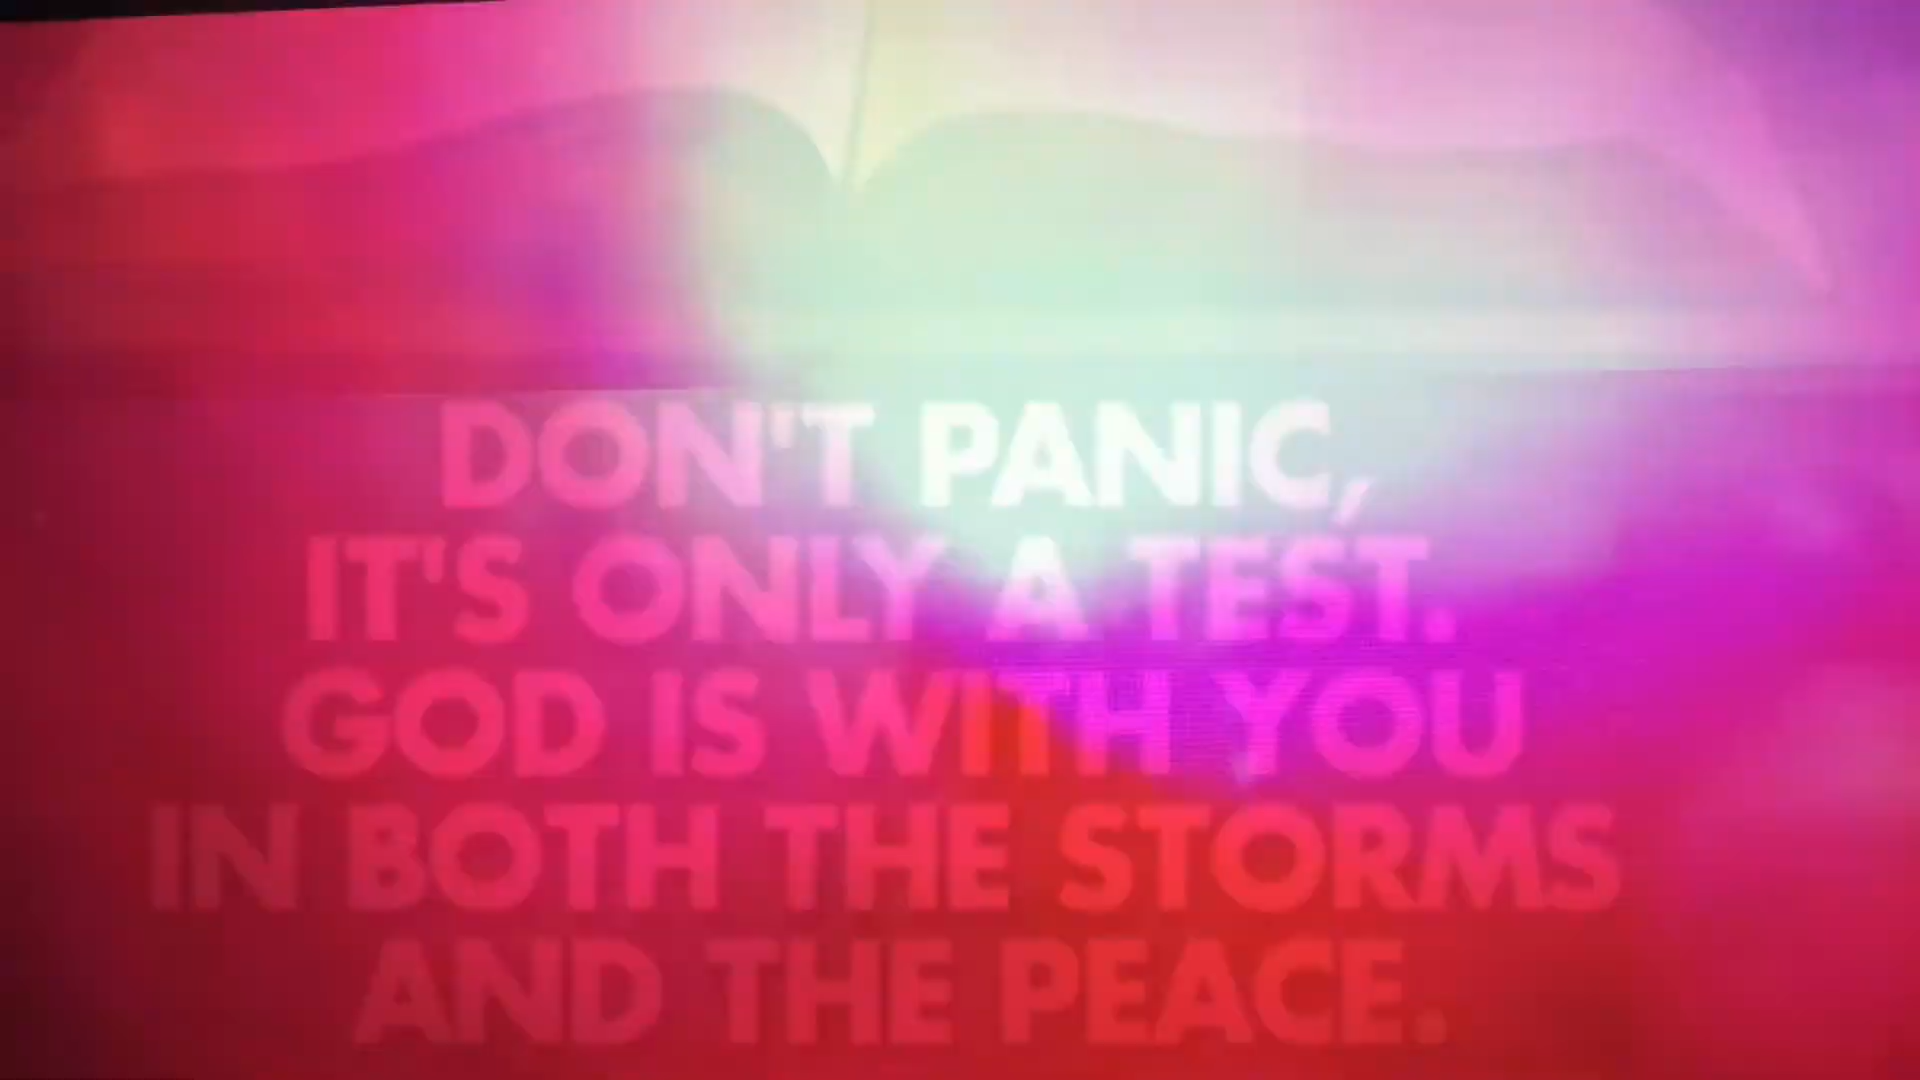 DON'T PANIC,
IT'S ONLY A TEST.
GOD IS WITH YOU
IN BOTH THE STORMS
AND THE PEACE.